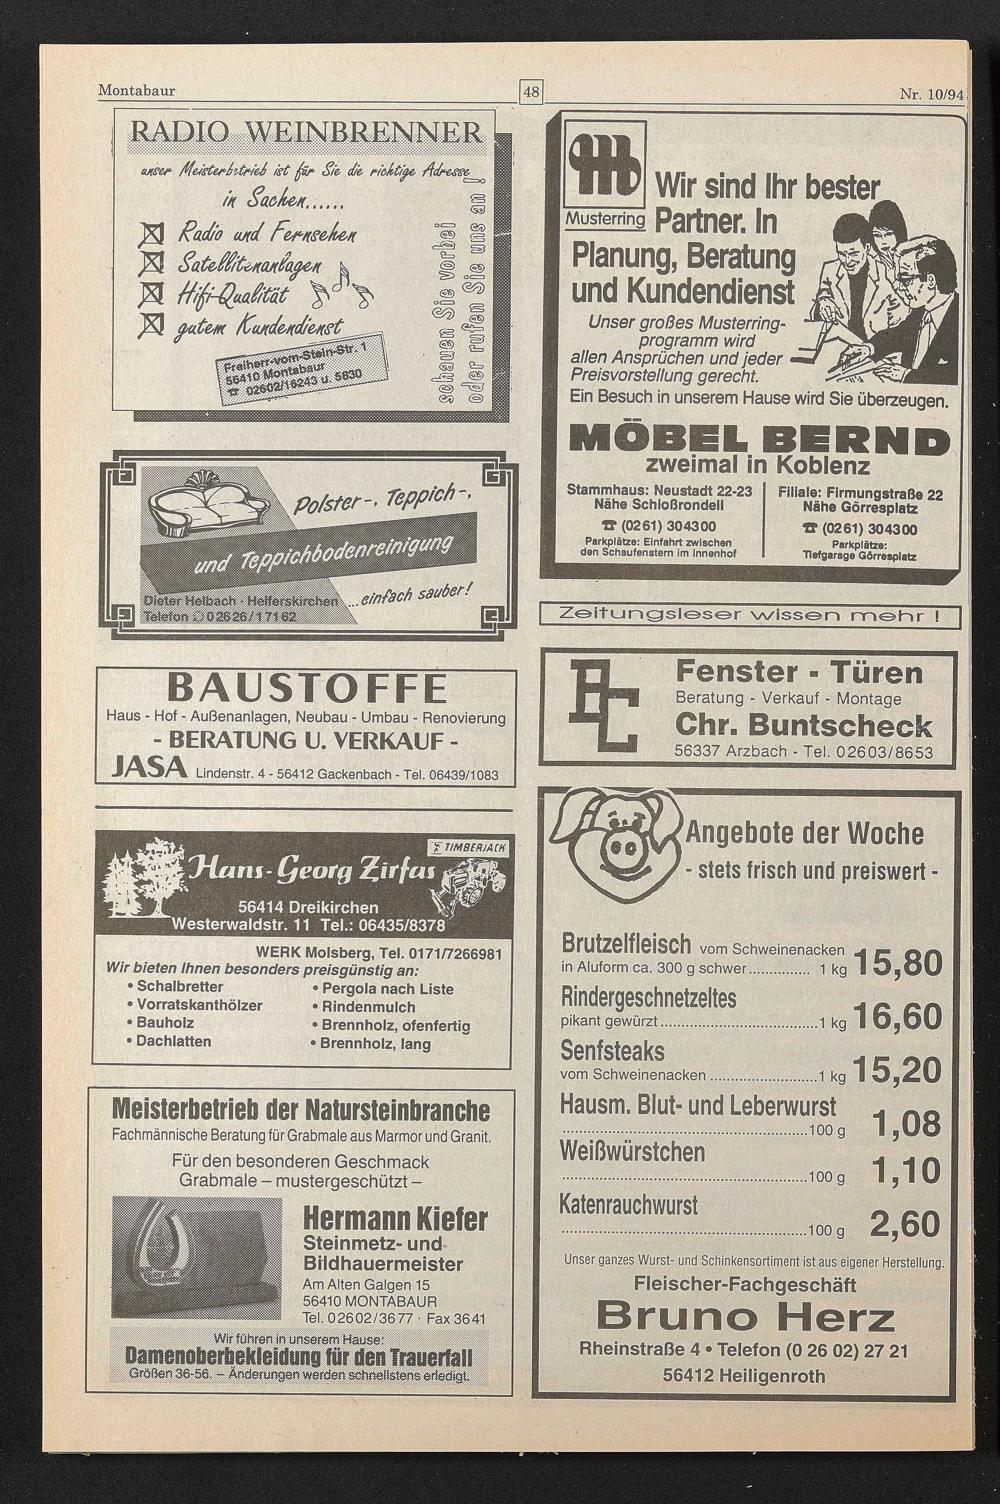 Montabaur
48
Nr. 10/94
RADIO WEINBRENNER
unser Meisterbetrieb ist für Sie die richtige Adresse
in Sachen......
Radio und Fernsehen
Satellitenanlagen
Hifi-Qualität
gutem Kundendienst
schauen Sie vorbei
oder rufen Sie uns an !
Freiherr-vom-Stein-Str. 1
56410 Montabaur
☎ 02602/16243 u. 5830
Polster-, Teppich-,
und Teppichbodenreinigung
...einfach sauber!
Dieter Helbach · Helferskirchen
Telefon ✆ 02626/17162
BAUSTOFFE
Haus - Hof - Außenanlagen, Neubau - Umbau - Renovierung
- BERATUNG U. VERKAUF -
JASA Lindenstr. 4 - 56412 Gackenbach - Tel. 06439/1083
TIMBERJACK
Hans-Georg Zirfas
56414 Dreikirchen
Westerwaldstr. 11 Tel.: 06435/8378
WERK Molsberg, Tel. 0171/7266981
Wir bieten Ihnen besonders preisgünstig an:
• Schalbretter
• Vorratskanthölzer
• Bauholz
• Dachlatten
• Pergola nach Liste
• Rindenmulch
• Brennholz, ofenfertig
• Brennholz, lang
Meisterbetrieb der Natursteinbranche
Fachmännische Beratung für Grabmale aus Marmor und Granit.
Für den besonderen Geschmack
Grabmale – mustergeschützt –
Hermann Kiefer
Steinmetz- und
Bildhauermeister
Am Alten Galgen 15
56410 MONTABAUR
Tel. 02602/3677 · Fax 3641
Wir führen in unserem Hause:
Damenoberbekleidung für den Trauerfall
Größen 36-56. – Änderungen werden schnellstens erledigt.
Musterring
Wir sind Ihr bester
Partner. In
Planung, Beratung
und Kundendienst
Unser großes Musterring-
programm wird
allen Ansprüchen und jeder
Preisvorstellung gerecht.
Ein Besuch in unserem Hause wird Sie überzeugen.
MÖBEL BERND
zweimal in Koblenz
Stammhaus: Neustadt 22-23
Nähe Schloßrondell
☎ (0261) 30 43 00
Parkplätze: Einfahrt zwischen
den Schaufenstern im Innenhof
Filiale: Firmungstraße 22
Nähe Görresplatz
☎ (0261) 30 43 00
Parkplätze:
Tiefgarage Görresplatz
Zeitungsleser wissen mehr !
BC
Fenster - Türen
Beratung - Verkauf - Montage
Chr. Buntscheck
56337 Arzbach - Tel. 02603/8653
Angebote der Woche
- stets frisch und preiswert -
Brutzelfleisch vom Schweinenacken
in Aluform ca. 300 g schwer............... 1 kg 15,80
Rindergeschnetzeltes
pikant gewürzt.......................................1 kg 16,60
Senfsteaks
vom Schweinenacken ..........................1 kg 15,20
Hausm. Blut- und Leberwurst
.............................................................100 g 1,08
Weißwürstchen
.............................................................100 g 1,10
Katenrauchwurst
.............................................................100 g 2,60
Unser ganzes Wurst- und Schinkensortiment ist aus eigener Herstellung.
Fleischer-Fachgeschäft
Bruno Herz
Rheinstraße 4 • Telefon (0 26 02) 27 21
56412 Heiligenroth